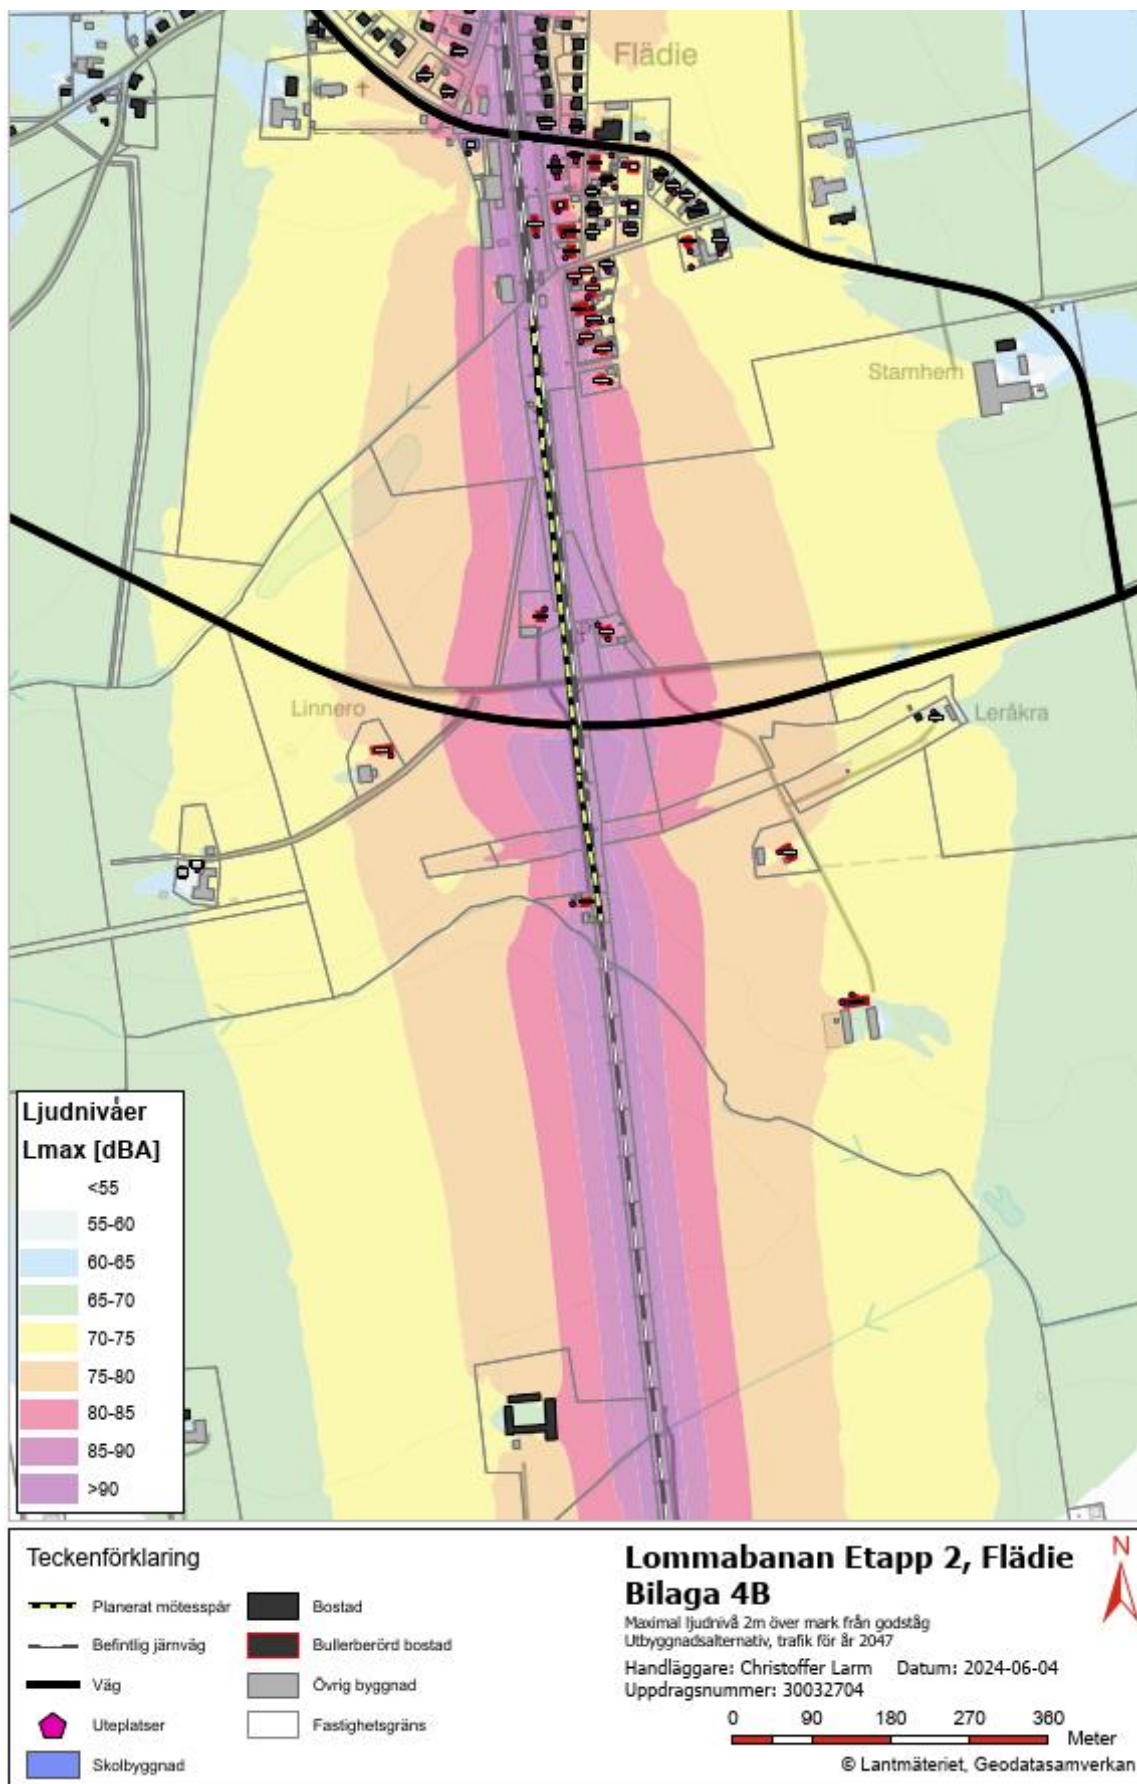 Flädie
Stamhem
Linnero
Leråkra
Ljudnivåer
Lmax [dBA]
<55
55-60
60-65
65-70
70-75
75-80
80-85
85-90
>90
Teckenförklaring
Planerat mötesspår
Befintlig järnväg
Väg
Uteplatser
Skolbyggnad
Bostad
Bullerberörd bostad
Övrig byggnad
Fastighetsgräns
Lommabanan Etapp 2, Flädie
Bilaga 4B
Maximal ljudnivå 2m över mark från godståg
Utbyggnadsalternativ, trafik för år 2047
Handläggare: Christoffer Larm Datum: 2024-06-04
Uppdragsnummer: 30032704
N
0 90 180 270 360
Meter
© Lantmäteriet, Geodatasamverkan